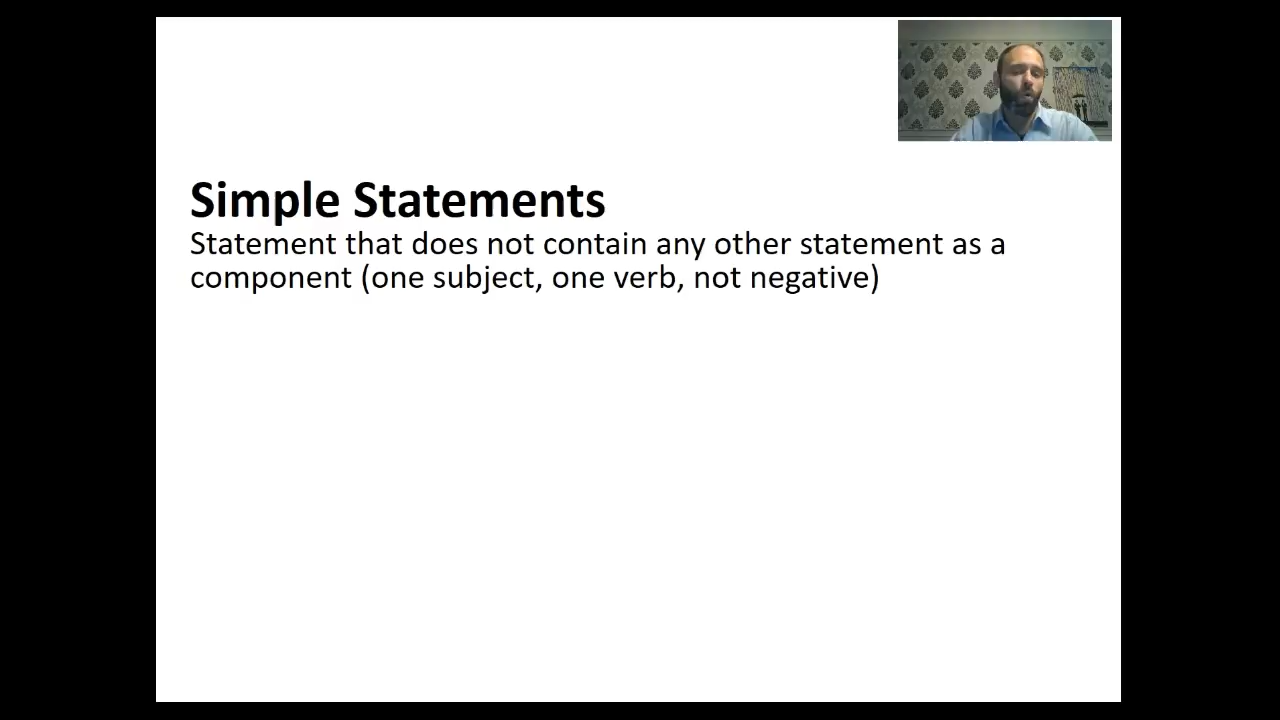 Simple Statements
Statement that does not contain any other statement as a
component (one subject, one verb, not negative)